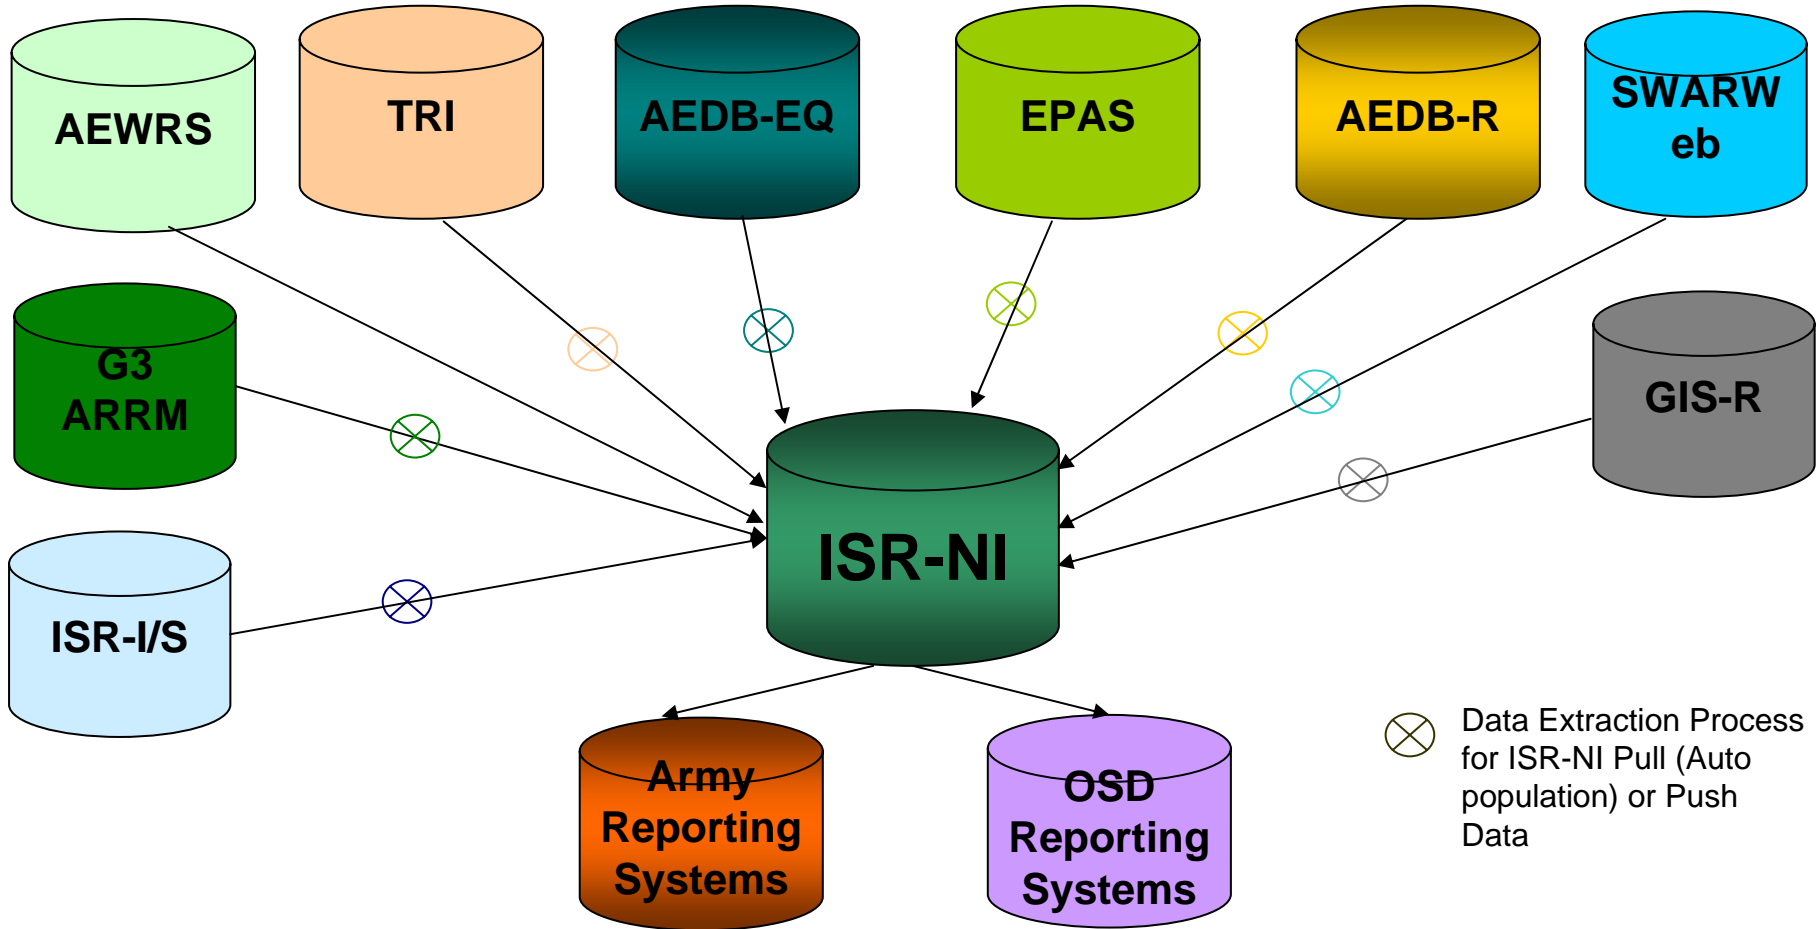 AEWRS
TRI
AEDB-EQ
EPAS
AEDB-R
SWARW
eb
G3
ARRM
GIS-R
ISR-NI
ISR-I/S
Army
Reporting
Systems
OSD
Reporting
Systems
Data Extraction Process
for ISR-NI Pull (Auto
population) or Push
Data